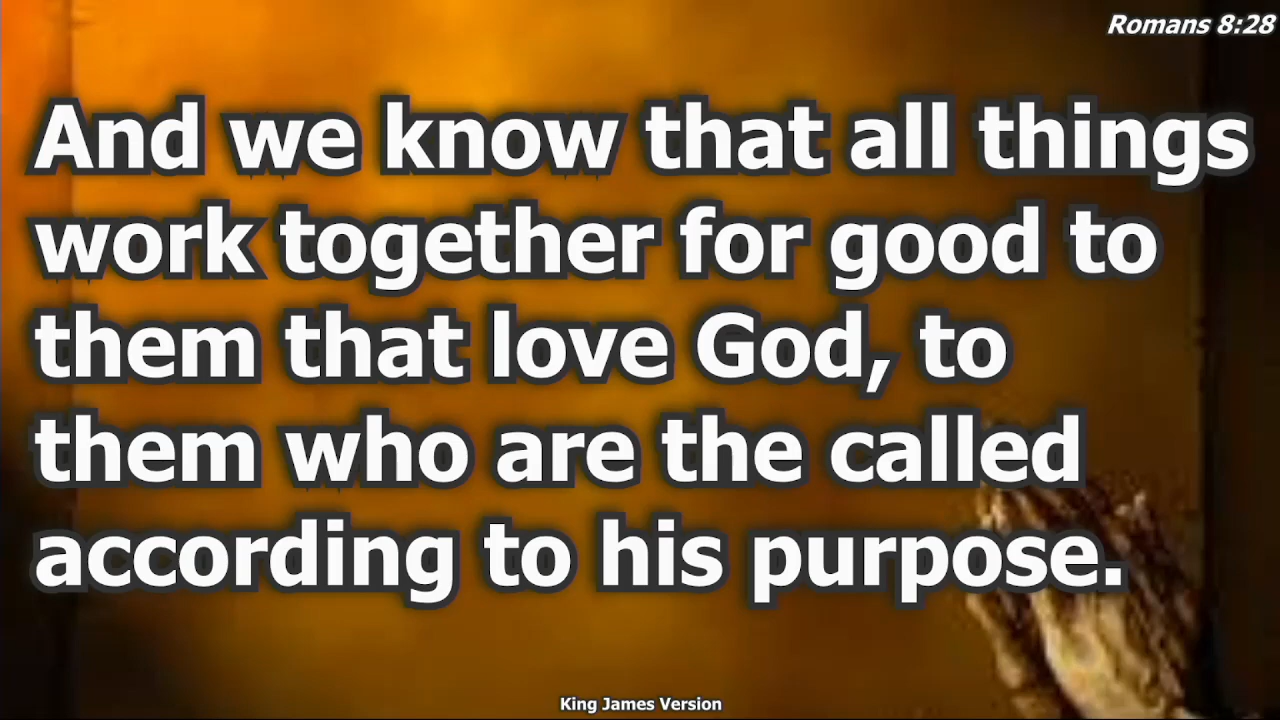 Romans 8:28
And we know that all things
work together for good to
them that love God, to
them who are the called
according to his purpose.
King James Version